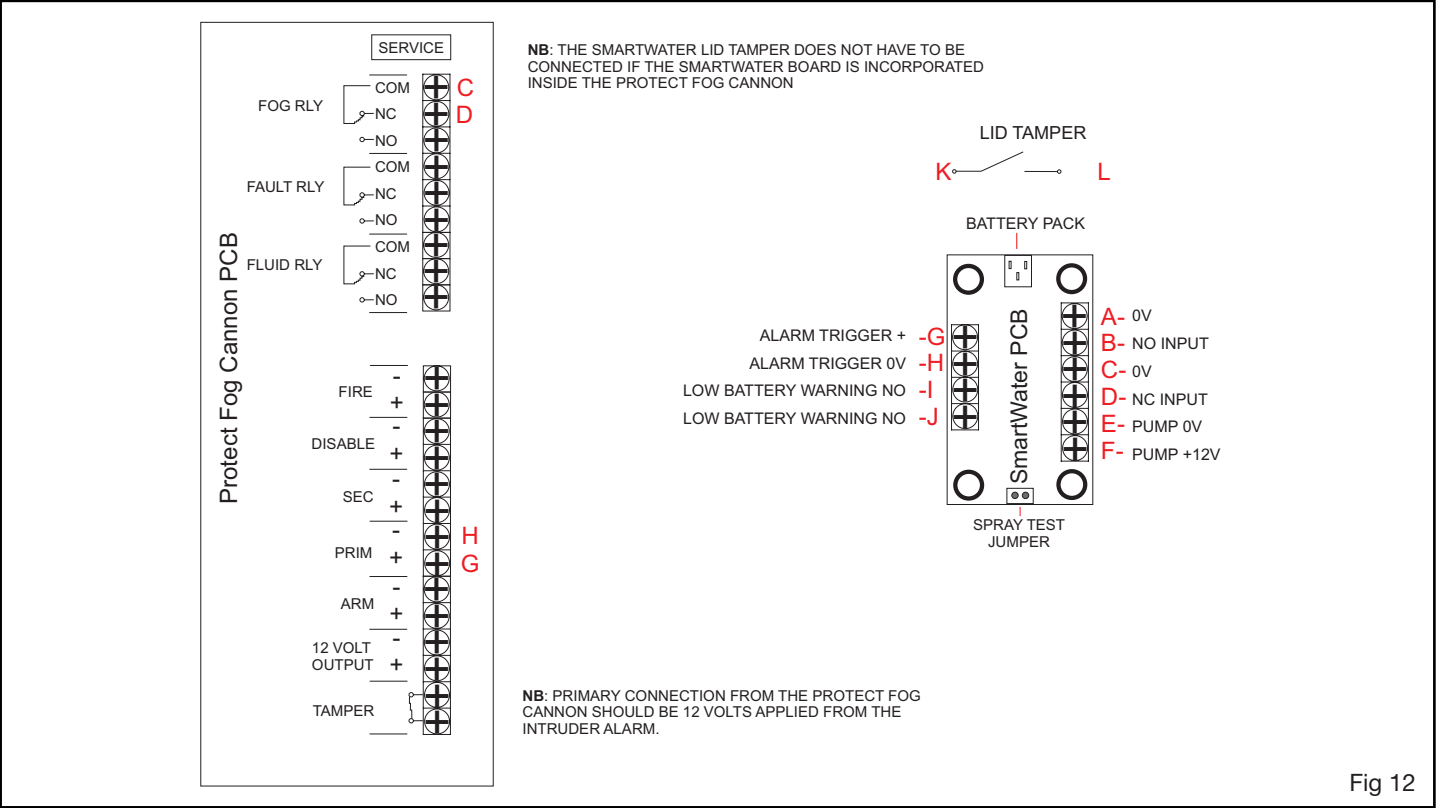 SERVICE
FOG RLY
COM C
NC D
NO
FAULT RLY
COM
NC
NO
FLUID RLY
COM
NC
NO
Protect Fog Cannon PCB
FIRE
-
+
DISABLE
-
+
SEC
-
+
PRIM
- H
+ G
ARM
-
+
12 VOLT
OUTPUT
-
+
TAMPER
NB: THE SMARTWATER LID TAMPER DOES NOT HAVE TO BE
CONNECTED IF THE SMARTWATER BOARD IS INCORPORATED
INSIDE THE PROTECT FOG CANNON
LID TAMPER
K L
BATTERY PACK
ALARM TRIGGER + -G
ALARM TRIGGER 0V -H
LOW BATTERY WARNING NO -I
LOW BATTERY WARNING NO -J
SmartWater PCB
A- 0V
B- NO INPUT
C- 0V
D- NC INPUT
E- PUMP 0V
F- PUMP +12V
SPRAY TEST
JUMPER
NB: PRIMARY CONNECTION FROM THE PROTECT FOG
CANNON SHOULD BE 12 VOLTS APPLIED FROM THE
INTRUDER ALARM.
Fig 12